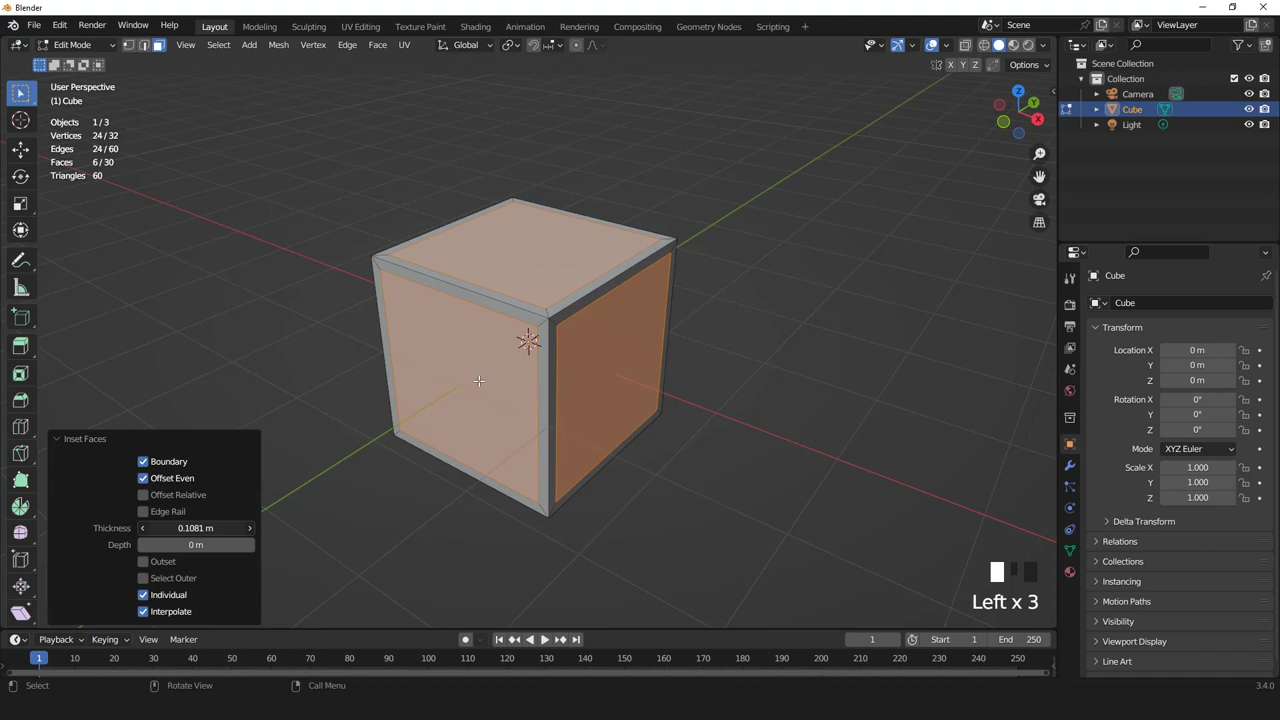 Blender
File Edit Render Window Help Layout Modeling Sculpting UV Editing Texture Paint Shading Animation Rendering Compositing Geometry Nodes Scripting + Scene ViewLayer
Edit Mode View Select Add Mesh Vertex Edge Face UV Global
X Y Z Options
User Perspective
(1) Cube
Objects 1 / 3
Vertices 24 / 32
Edges 24 / 60
Faces 6 / 30
Triangles 60
Z
Y
X
Inset Faces
Boundary
Offset Even
Offset Relative
Edge Rail
Thickness 0.1081 m
Depth 0 m
Outset
Select Outer
Individual
Interpolate
Left x 3
Scene Collection
Collection
Camera
Cube
Light
Cube
Cube
Transform
Location X 0 m
Y 0 m
Z 0 m
Rotation X 0°
Y 0°
Z 0°
Mode XYZ Euler
Scale X 1.000
Y 1.000
Z 1.000
Delta Transform
Relations
Collections
Instancing
Motion Paths
Visibility
Viewport Display
Line Art
Playback Keying View Marker 1 Start 1 End 250
1 10 20 30 40 50 60 70 80 90 100 110 120 130 140 150 160 170 180 190 200 210 220 230 240 250
Select Rotate View Call Menu 3.4.0